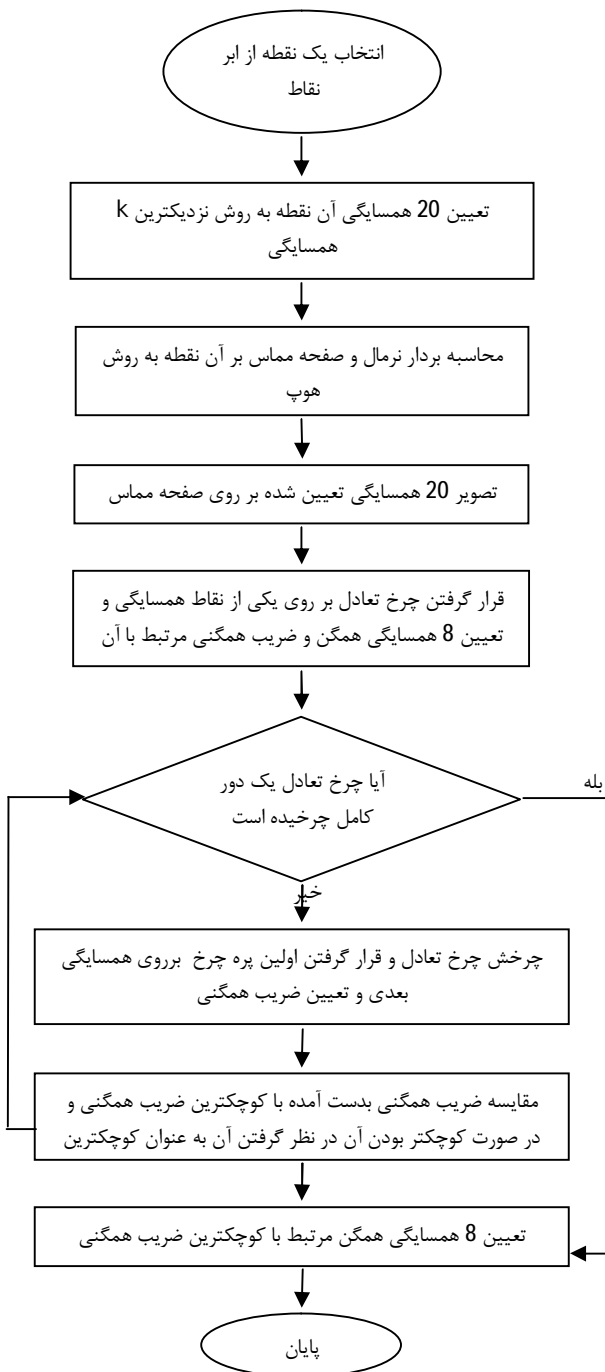 انتخاب یک نقطه از ابر
نقاط
تعیین 20 همسایگی آن نقطه به روش نزدیکترین k
همسایگی
محاسبه بردار نرمال و صفحه مماس بر آن نقطه به روش
هوپ
تصویر 20 همسایگی تعیین شده بر روی صفحه مماس
قرار گرفتن چرخ تعادل بر روی یکی از نقاط همسایگی و
تعیین 8 همسایگی همگن و ضریب همگنی مرتبط با آن
آیا چرخ تعادل یک دور
کامل چرخیده است
بله
خیر
چرخش چرخ تعادل و قرار گرفتن اولین پره چرخ برروی همسایگی
بعدی و تعیین ضریب همگنی
مقایسه ضریب همگنی بدست آمده با کوچکترین ضریب همگنی و
در صورت کوچکتر بودن آن در نظر گرفتن آن به عنوان کوچکترین
تعیین 8 همسایگی همگن مرتبط با کوچکترین ضریب همگنی
پایان